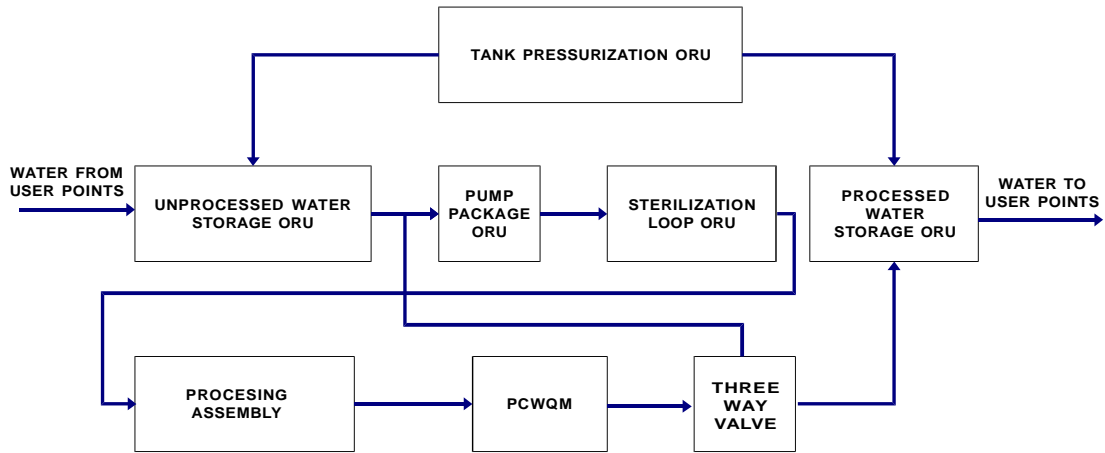 TANK PRESSURIZATION ORU
WATER FROM
USER POINTS
UNPROCESSED WATER
STORAGE ORU
PUMP
PACKAGE
ORU
STERILIZATION
LOOP ORU
PROCESSED
WATER
STORAGE ORU
WATER TO
USER POINTS
PROCESING
ASSEMBLY
PCWQM
THREE
WAY
VALVE